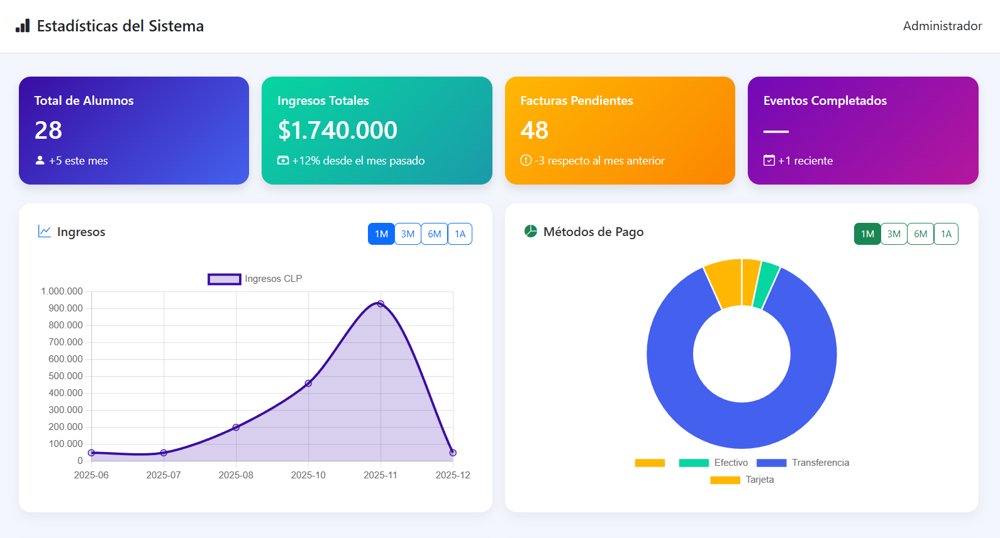 Estadísticas del Sistema
Administrador
Total de Alumnos
28
+5 este mes
Ingresos Totales
$1.740.000
+12% desde el mes pasado
Facturas Pendientes
48
-3 respecto al mes anterior
Eventos Completados
—
+1 reciente
Ingresos
1M 3M 6M 1A
Ingresos CLP
1.000.000
900.000
800.000
700.000
600.000
500.000
400.000
300.000
200.000
100.000
0
2025-06 2025-07 2025-08 2025-10 2025-11 2025-12
Métodos de Pago
1M 3M 6M 1A
Efectivo Transferencia
Tarjeta